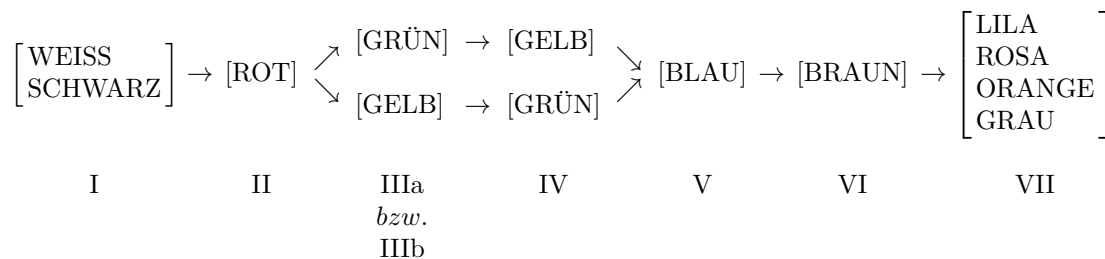 WEISS
SCHWARZ
→ [ROT]
[GRÜN] → [GELB]
[GELB] → [GRÜN]
[BLAU] → [BRAUN] →
LILA
ROSA
ORANGE
GRAU
I II IIIa IV V VI VII
bzw.
IIIb